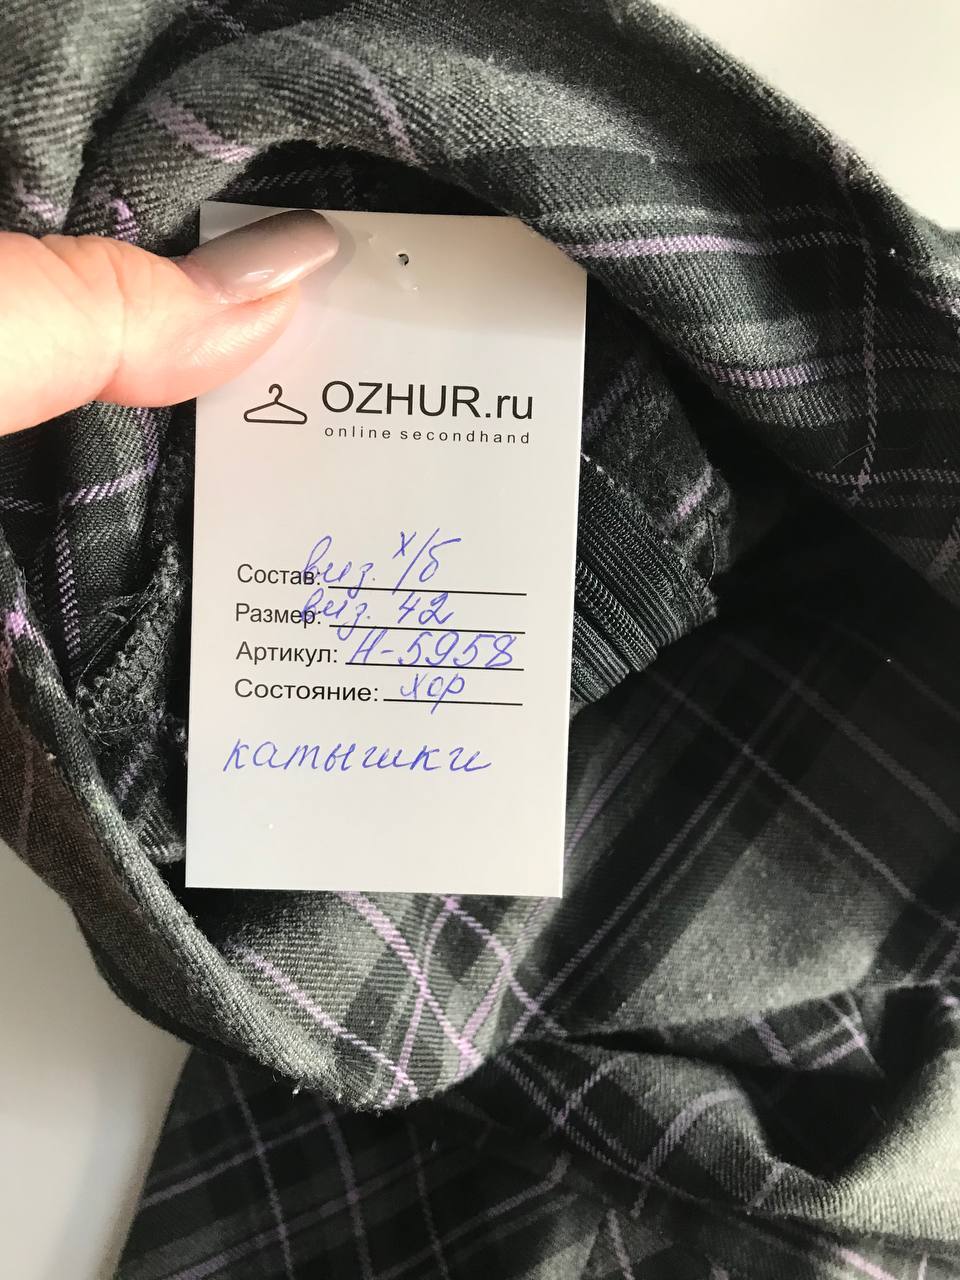 OZHUR.ru
online secondhand
Состав: виз. х/б
Размер: виз. 42
Артикул: Н-5958
Состояние: хор
катышки